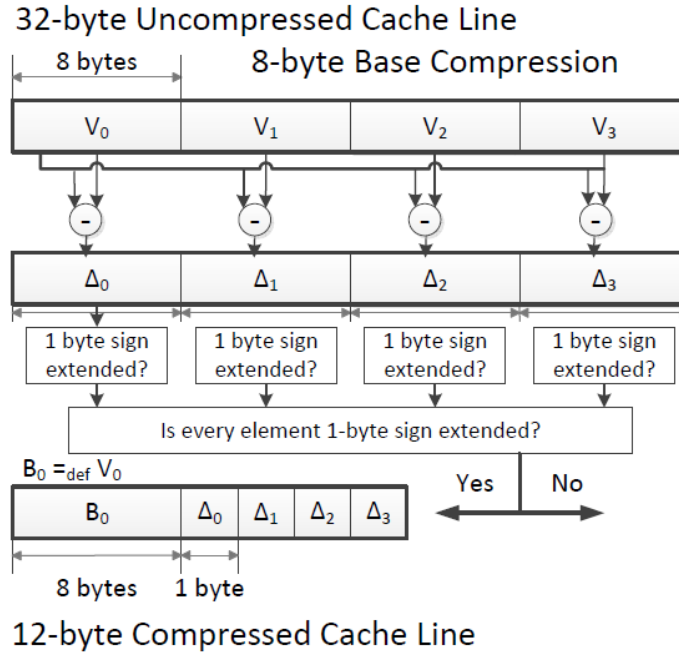 32-byte Uncompressed Cache Line
8 bytes
8-byte Base Compression
V₀ V₁ V₂ V₃
- - - -
Δ₀ Δ₁ Δ₂ Δ₃
1 byte sign 1 byte sign 1 byte sign 1 byte sign
extended? extended? extended? extended?
Is every element 1-byte sign extended?
B₀ =def V₀
Yes No
B₀ Δ₀ Δ₁ Δ₂ Δ₃
8 bytes 1 byte
12-byte Compressed Cache Line